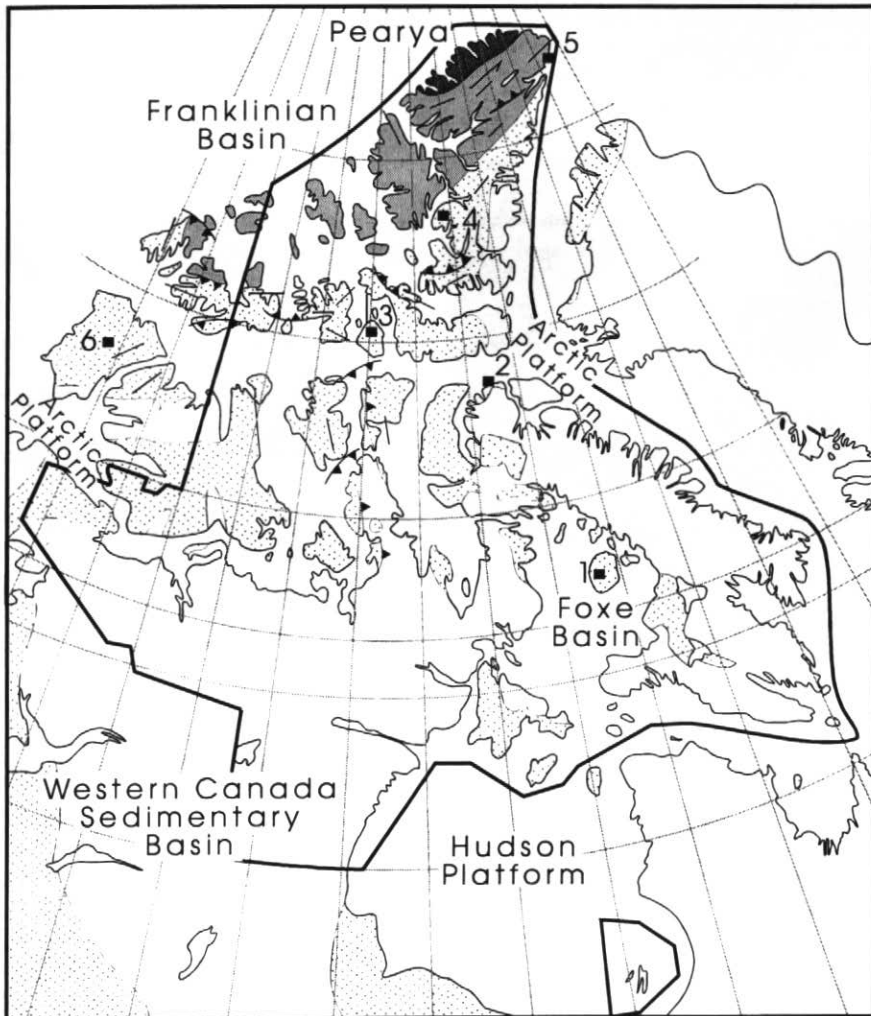 Pearya
5
Franklinian
Basin
4
3
6
2
Arctic
Platform
Arctic
Platform
1
Foxe
Basin
Western Canada
Sedimentary
Basin
Hudson
Platform